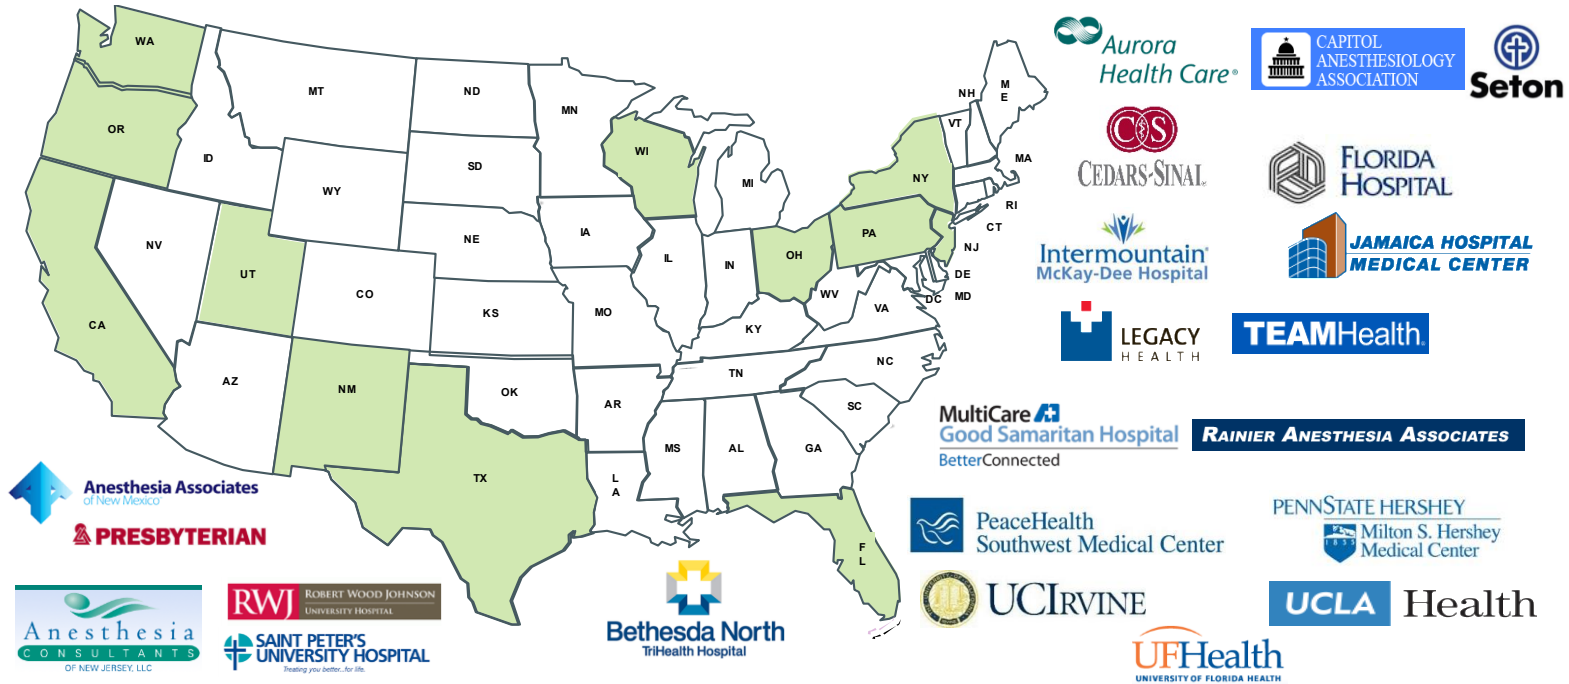 WA
MT
ND
MN
OR
ID
SD
WI
WY
MI
NH
M
E
VT
MA
NY
RI
CT
NV
NE
IA
PA
NJ
UT
CO
IL
IN
OH
DE
MD
DC
WV
VA
CA
KS
MO
KY
AZ
NM
OK
AR
TN
NC
SC
TX
L
A
MS
AL
GA
F
L
Aurora
Health Care®
CAPITOL
ANESTHESIOLOGY
ASSOCIATION
Seton
CS
CEDARS-SINAI.
FLORIDA
HOSPITAL
Intermountain®
McKay-Dee Hospital
JAMAICA HOSPITAL
MEDICAL CENTER
LEGACY
HEALTH
TEAMHealth.
MultiCare
Good Samaritan Hospital
BetterConnected
RAINIER ANESTHESIA ASSOCIATES
PeaceHealth
Southwest Medical Center
PENNSTATE HERSHEY
1855
Milton S. Hershey
Medical Center
UCIRVINE
UCLA Health
UFHealth
UNIVERSITY OF FLORIDA HEALTH
Anesthesia Associates
of New Mexico
PRESBYTERIAN
Anesthesia
CONSULTANTS
OF NEW JERSEY, LLC
RWJ
ROBERT WOOD JOHNSON
UNIVERSITY HOSPITAL
SAINT PETER'S
UNIVERSITY HOSPITAL
Treating you better...for life.
Bethesda North
TriHealth Hospital